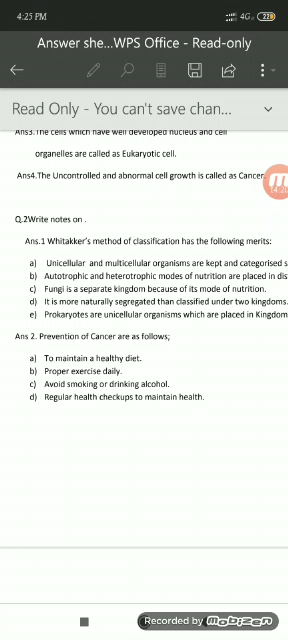 4:25 PM
4G
22
Answer she...WPS Office - Read-only
Read Only - You can't save chan...
Ans3.The cells which have well developed nucleus and cell
organelles are called as Eukaryotic cell.
Ans4.The Uncontrolled and abnormal cell growth is called as Cancer
14:20
Q.2Write notes on .
Ans.1 Whitakker's method of classification has the following merits:
a) Unicellular and multicellular organisms are kept and categorised s
b) Autotrophic and heterotrophic modes of nutrition are placed in dis
c) Fungi is a separate kingdom because of its mode of nutrition.
d) It is more naturally segregated than classified under two kingdoms.
e) Prokaryotes are unicellular organisms which are placed in Kingdom
Ans 2. Prevention of Cancer are as follows;
a) To maintain a healthy diet.
b) Proper exercise daily.
c) Avoid smoking or drinking alcohol.
d) Regular health checkups to maintain health.
Recorded by mobizen